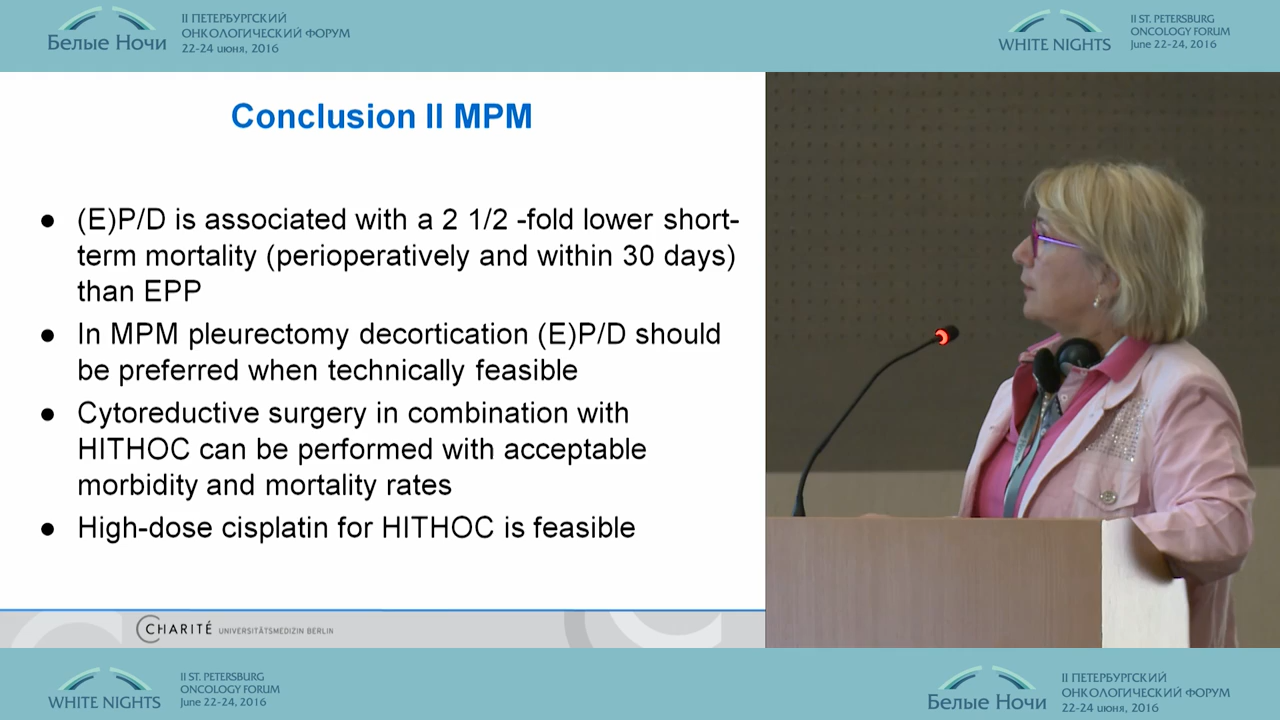 Белые Ночи
II ПЕТЕРБУРГСКИЙ
ОНКОЛОГИЧЕСКИЙ ФОРУМ
22-24 июня, 2016
WHITE NIGHTS
II ST. PETERSBURG
ONCOLOGY FORUM
June 22-24, 2016
Conclusion II MPM
● (E)P/D is associated with a 2 1/2 -fold lower short-
term mortality (perioperatively and within 30 days)
than EPP
● In MPM pleurectomy decortication (E)P/D should
be preferred when technically feasible
● Cytoreductive surgery in combination with
HITHOC can be performed with acceptable
morbidity and mortality rates
● High-dose cisplatin for HITHOC is feasible
CHARITÉ UNIVERSITÄTSMEDIZIN BERLIN
WHITE NIGHTS
II ST. PETERSBURG
ONCOLOGY FORUM
June 22-24, 2016
Белые Ночи
II ПЕТЕРБУРГСКИЙ
ОНКОЛОГИЧЕСКИЙ ФОРУМ
22-24 июня, 2016